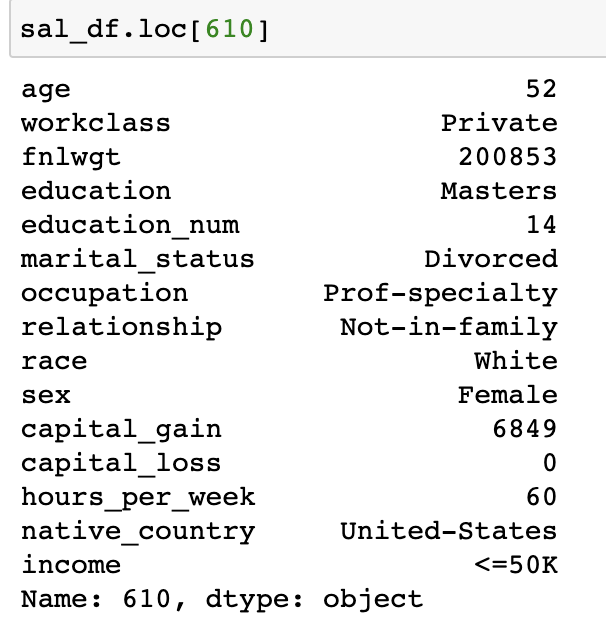 sal_df.loc[610]
age 52
workclass Private
fnlwgt 200853
education Masters
education_num 14
marital_status Divorced
occupation Prof-specialty
relationship Not-in-family
race White
sex Female
capital_gain 6849
capital_loss 0
hours_per_week 60
native_country United-States
income <=50K
Name: 610, dtype: object